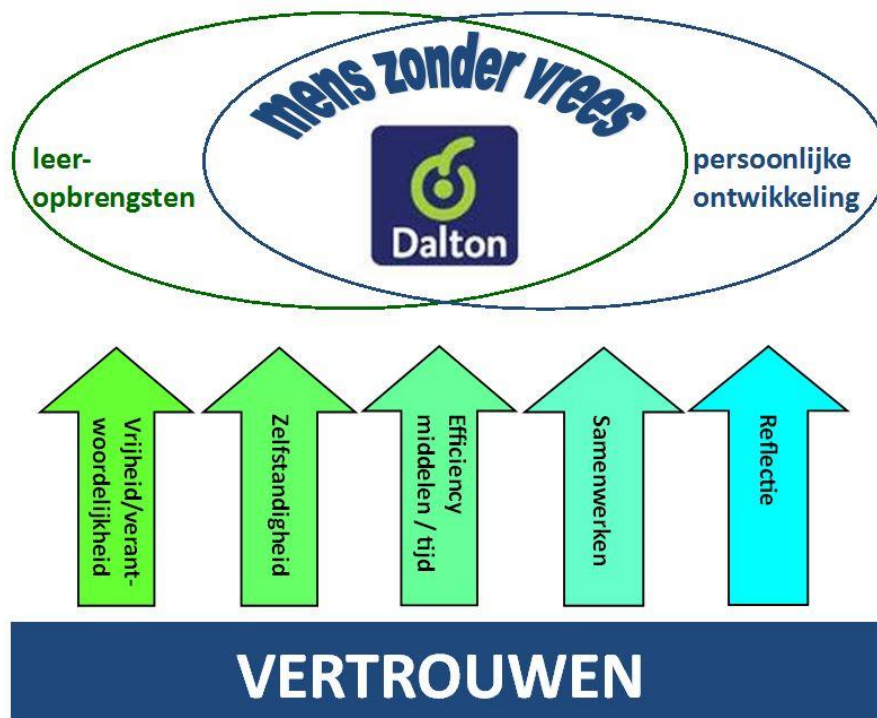 mens zonder vrees
leer-
opbrengsten
persoonlijke
ontwikkeling
Dalton
Vrijheid/verant-
woordelijkheid
Zelfstandigheid
Efficiency
middelen / tijd
Samenwerken
Reflectie
VERTROUWEN